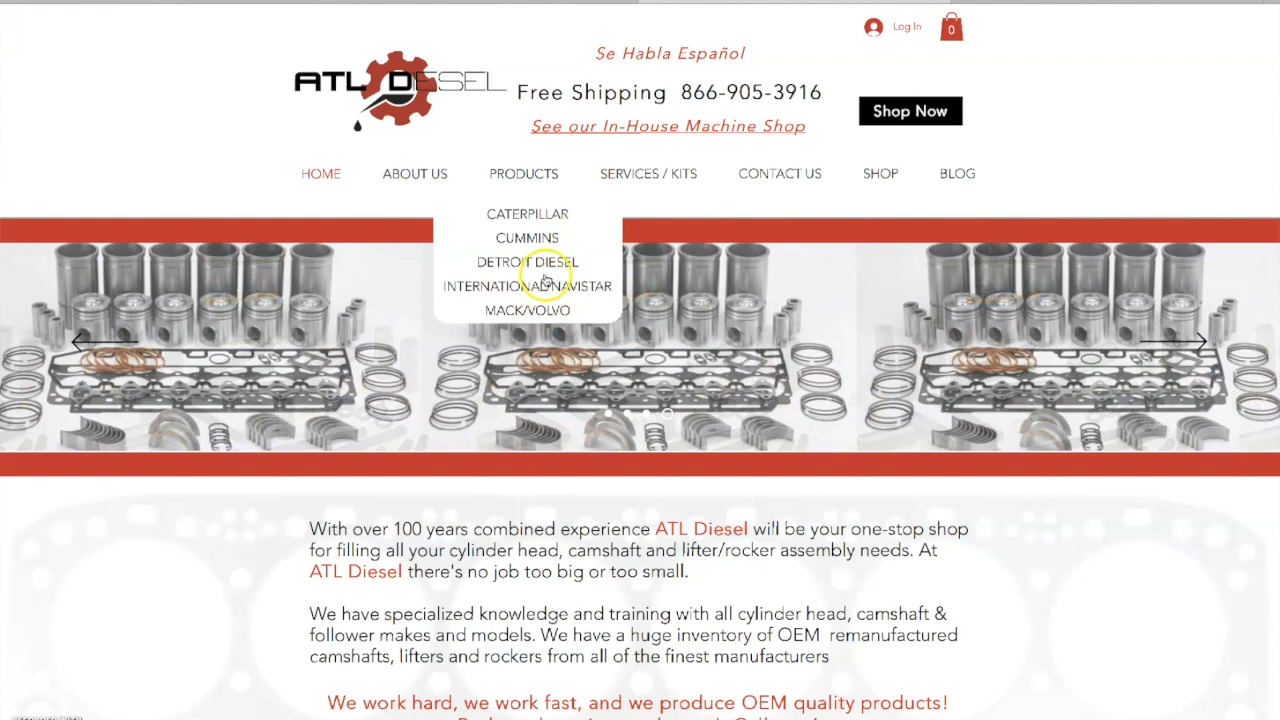 Log In
0
Se Habla Español
ATL DIESEL
Free Shipping 866-905-3916
Shop Now
See our In-House Machine Shop
HOME ABOUT US PRODUCTS SERVICES / KITS CONTACT US SHOP BLOG
CATERPILLAR
CUMMINS
DETROIT DIESEL
INTERNATIONAL/NAVISTAR
MACK/VOLVO
With over 100 years combined experience ATL Diesel will be your one-stop shop
for filling all your cylinder head, camshaft and lifter/rocker assembly needs. At
ATL Diesel there's no job too big or too small.
We have specialized knowledge and training with all cylinder head, camshaft &
follower makes and models. We have a huge inventory of OEM remanufactured
camshafts, lifters and rockers from all of the finest manufacturers
We work hard, we work fast, and we produce OEM quality products!